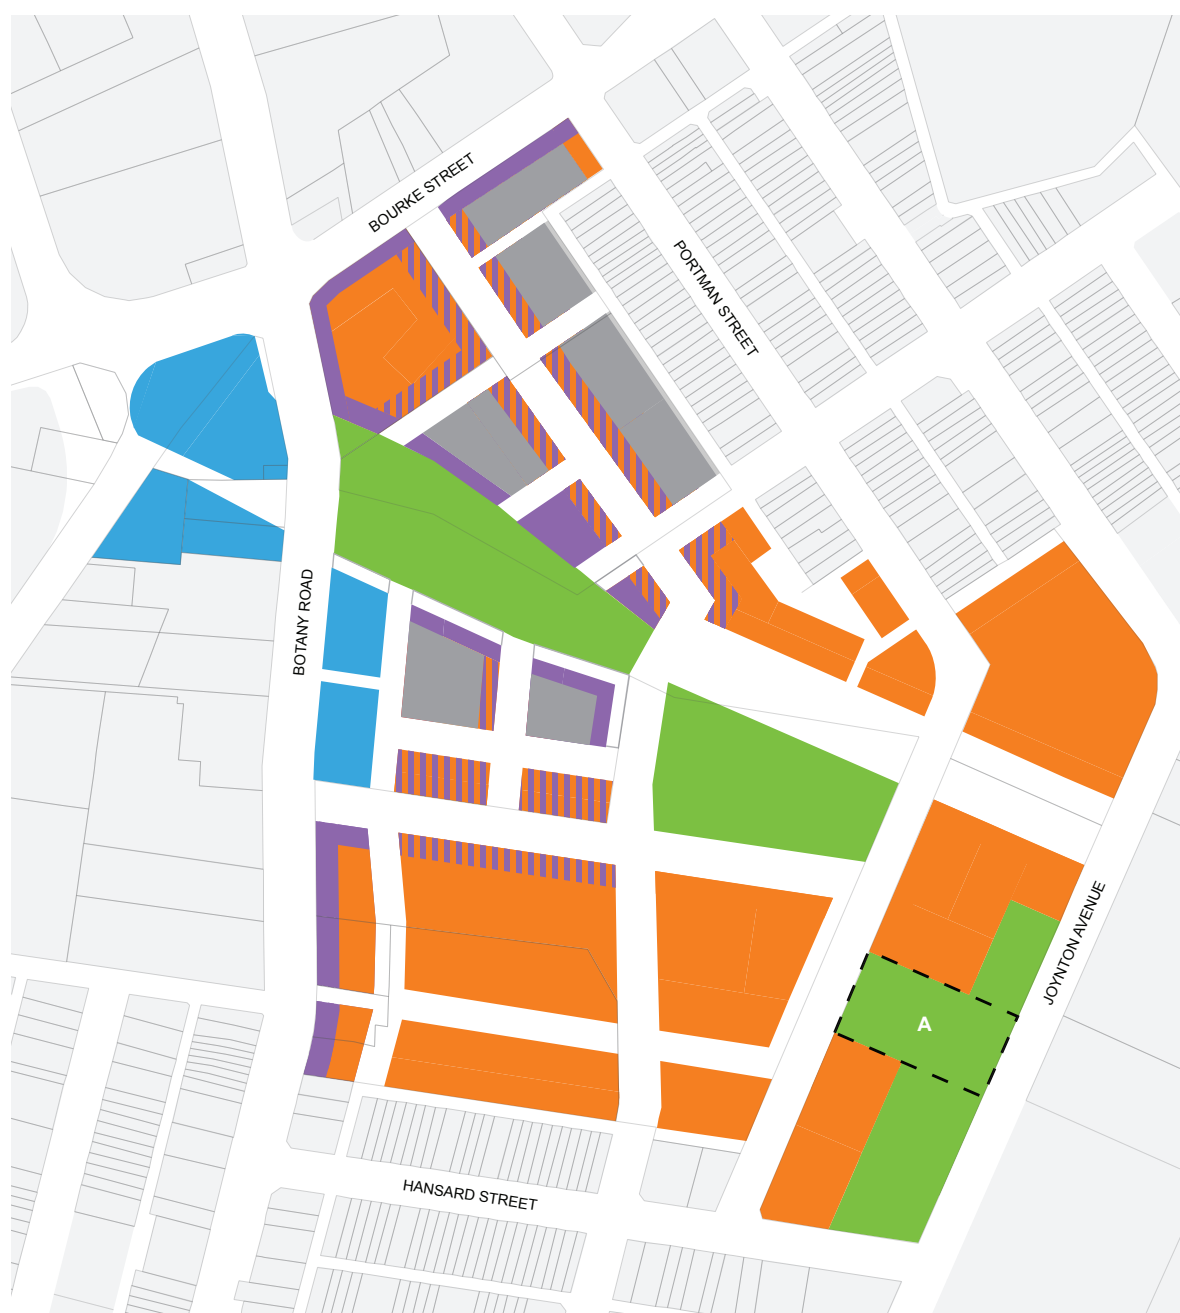 BOURKE STREET
PORTMAN STREET
BOTANY ROAD
JOYNTON AVENUE
A
HANSARD STREET